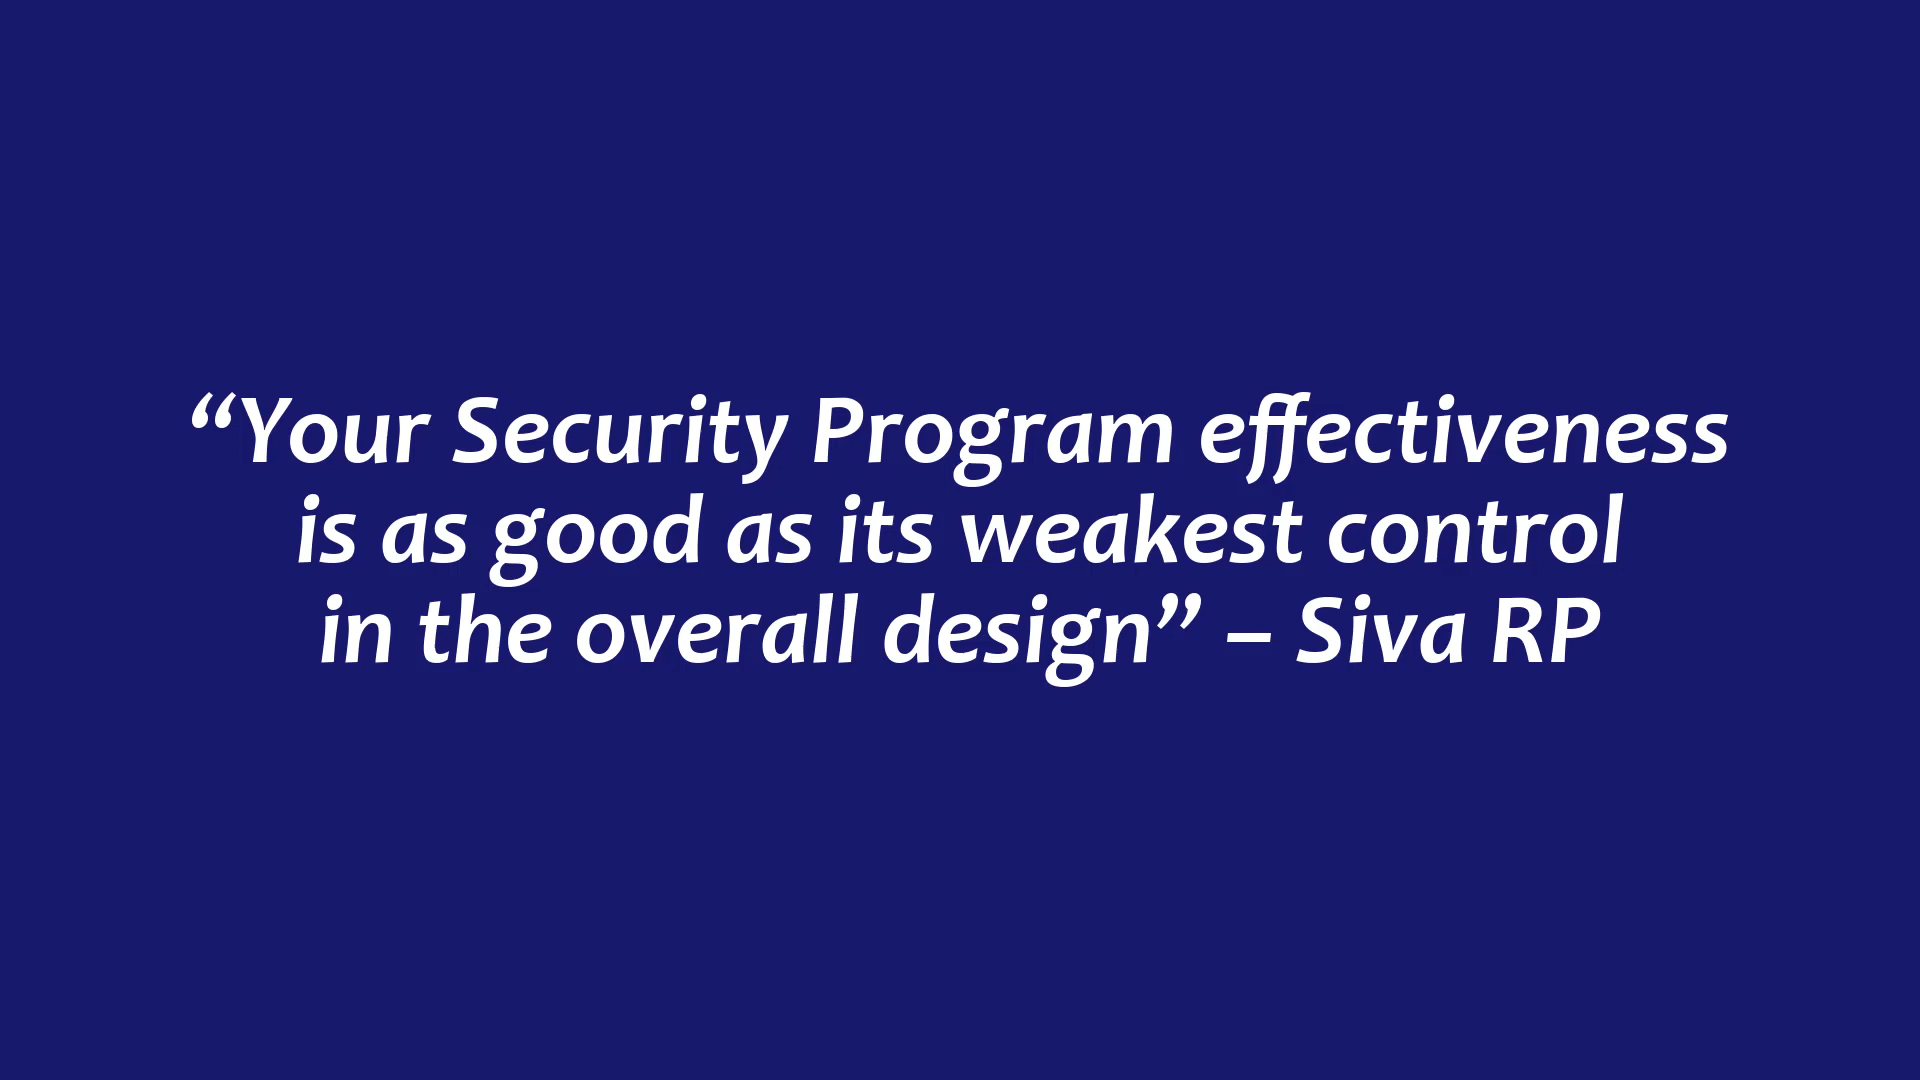 “Your Security Program effectiveness
is as good as its weakest control
in the overall design” – Siva RP